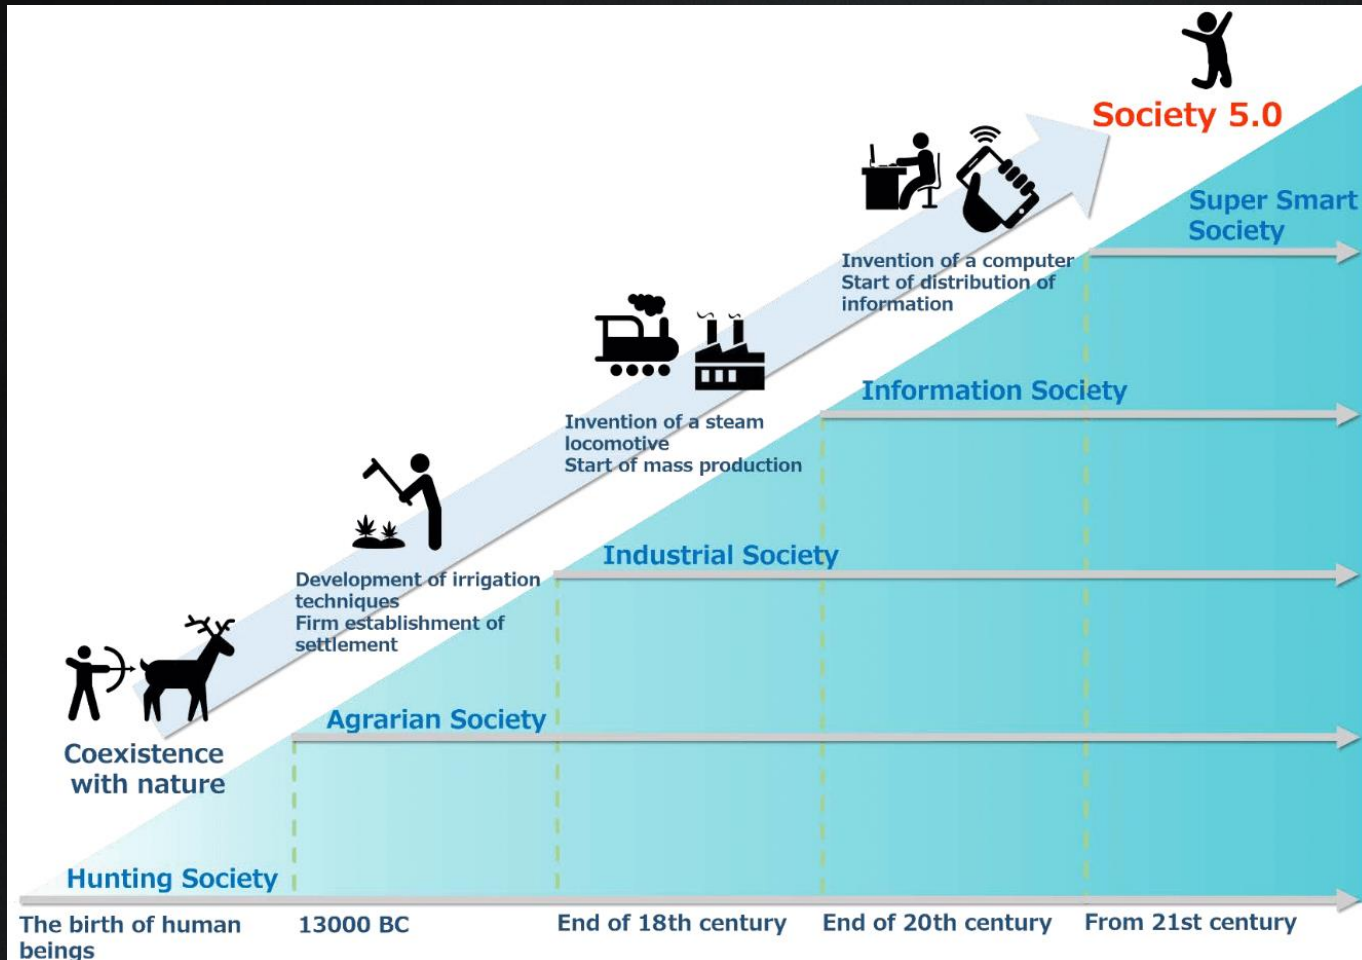 Society 5.0
Super Smart
Society
Invention of a computer
Start of distribution of
information
Information Society
Invention of a steam
locomotive
Start of mass production
Industrial Society
Development of irrigation
techniques
Firm establishment of
settlement
Agrarian Society
Coexistence
with nature
Hunting Society
The birth of human
beings
13000 BC
End of 18th century
End of 20th century
From 21st century